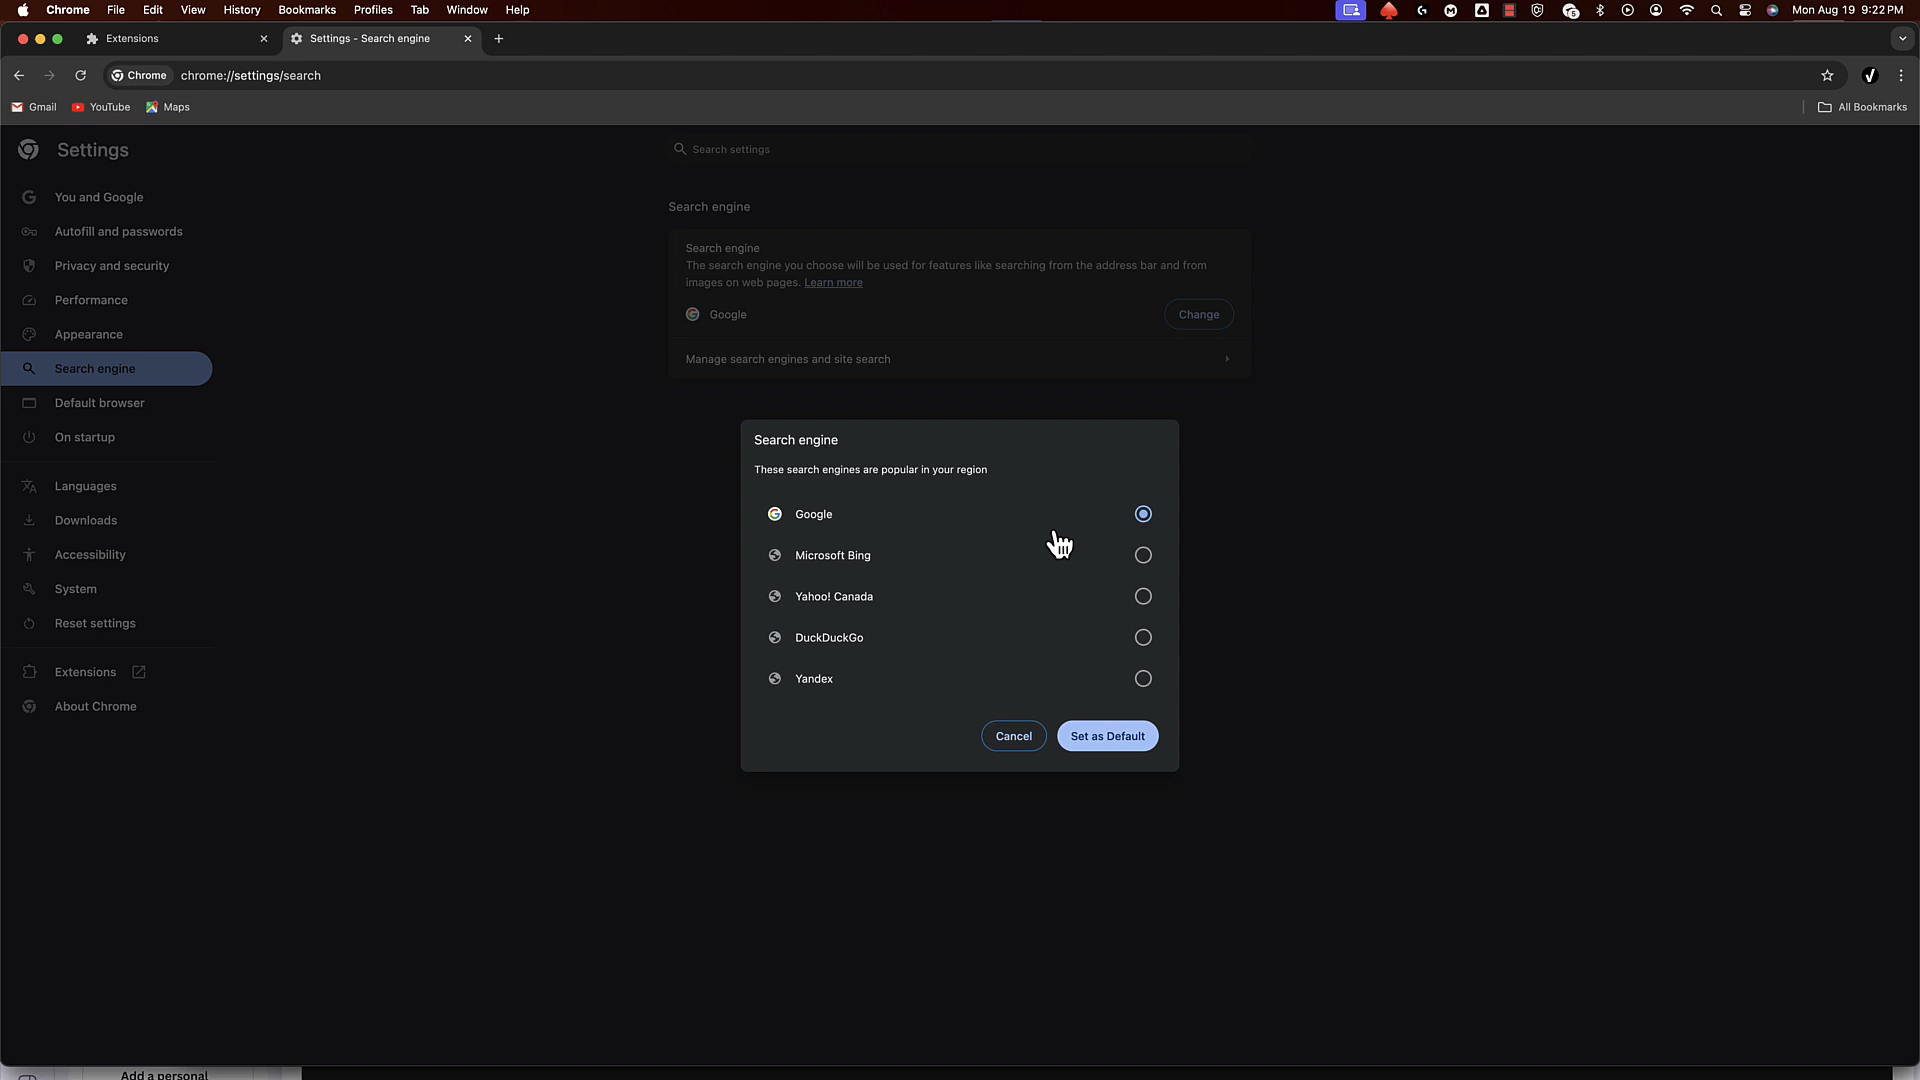 Chrome File Edit View History Bookmarks Profiles Tab Window Help
Mon Aug 19 9:22 PM
Extensions
Settings - Search engine
Chrome chrome://settings/search
Gmail YouTube Maps
All Bookmarks
Settings
Search settings
You and Google
Autofill and passwords
Privacy and security
Performance
Appearance
Search engine
Default browser
On startup
Languages
Downloads
Accessibility
System
Reset settings
Extensions
About Chrome
Search engine
Search engine
The search engine you choose will be used for features like searching from the address bar and from
images on web pages. Learn more
Google
Change
Manage search engines and site search
Search engine
These search engines are popular in your region
Google
Microsoft Bing
Yahoo! Canada
DuckDuckGo
Yandex
Cancel
Set as Default
Add a personal